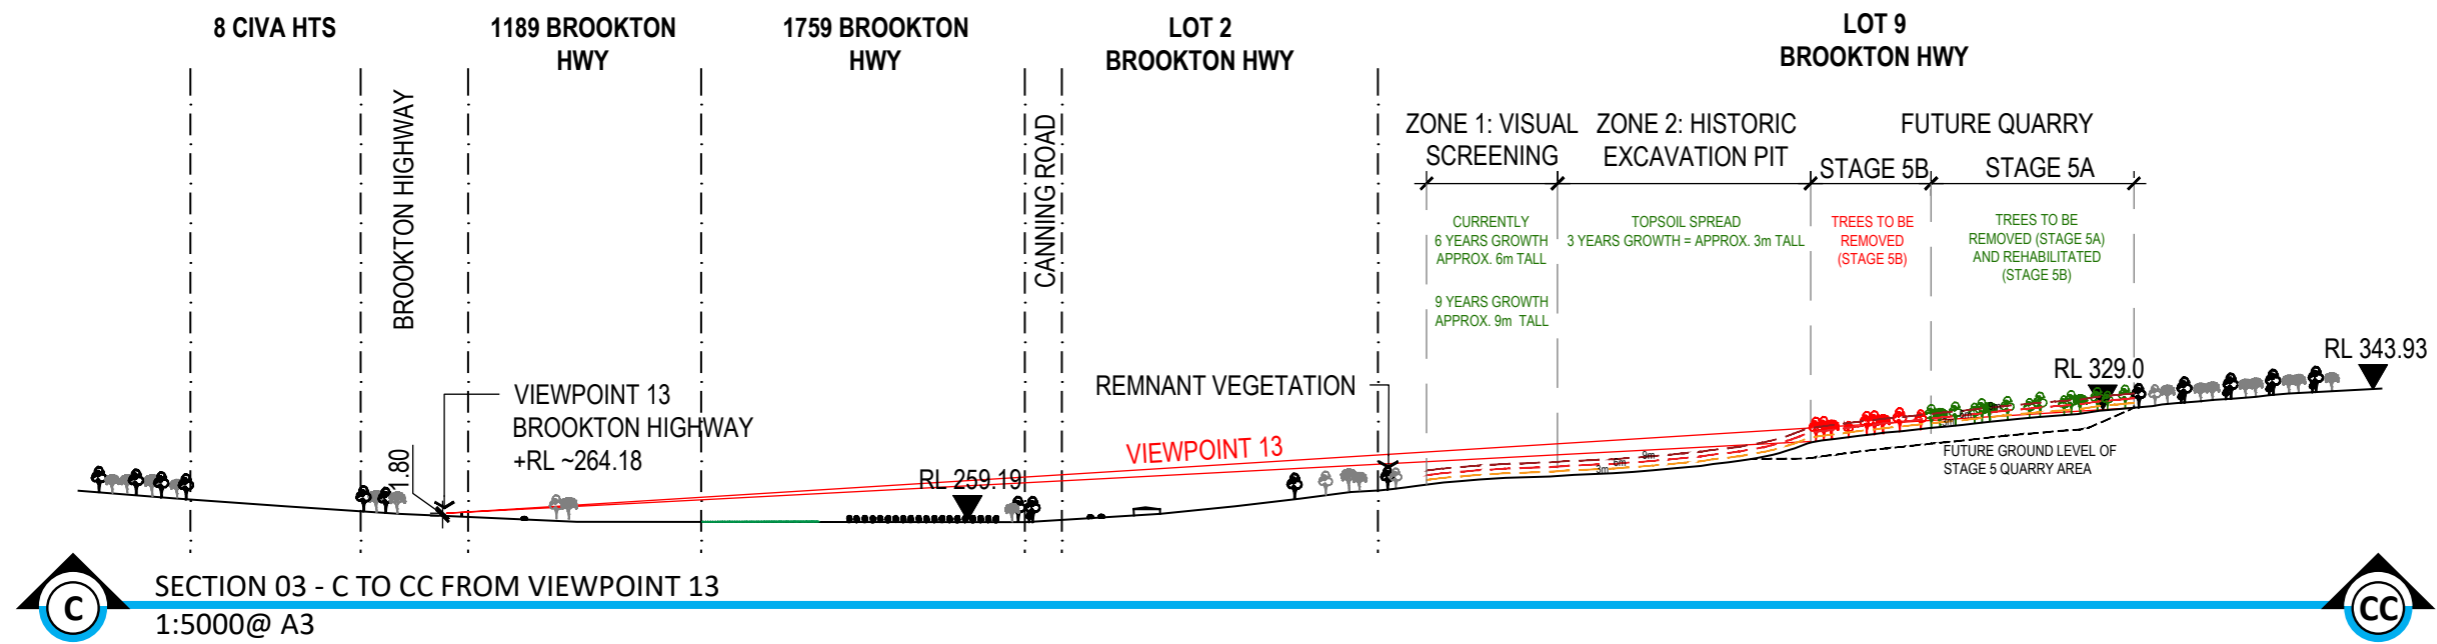 8 CIVA HTS
1189 BROOKTON
HWY
1759 BROOKTON
HWY
LOT 2
BROOKTON HWY
LOT 9
BROOKTON HWY
BROOKTON HIGHWAY
CANNING ROAD
ZONE 1: VISUAL
SCREENING
ZONE 2: HISTORIC
EXCAVATION PIT
FUTURE QUARRY
STAGE 5B
STAGE 5A
CURRENTLY
6 YEARS GROWTH
APPROX. 6m TALL
9 YEARS GROWTH
APPROX. 9m TALL
TOPSOIL SPREAD
3 YEARS GROWTH = APPROX. 3m TALL
TREES TO BE
REMOVED
(STAGE 5B)
TREES TO BE
REMOVED (STAGE 5A)
AND REHABILITATED
(STAGE 5B)
RL 343.93
RL 329.0
REMNANT VEGETATION
VIEWPOINT 13
BROOKTON HIGHWAY
+RL ~264.18
1.80
VIEWPOINT 13
RL 259.19
3m
6m
9m
FUTURE GROUND LEVEL OF
STAGE 5 QUARRY AREA
C
SECTION 03 - C TO CC FROM VIEWPOINT 13
1:5000@ A3
CC